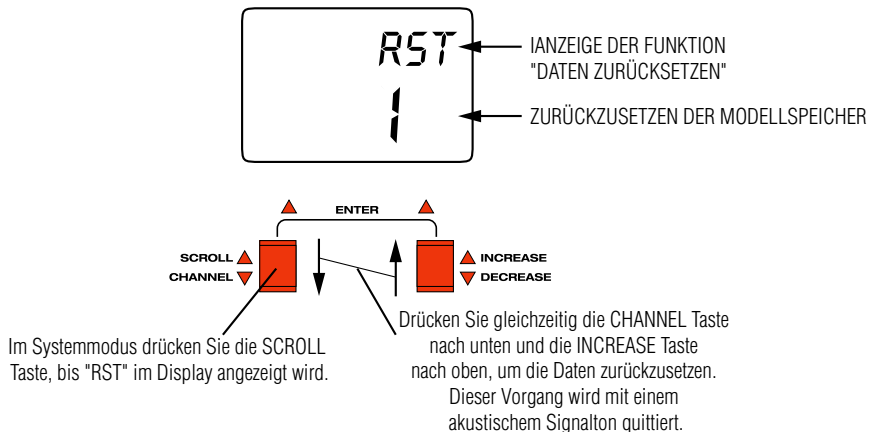 RST
IANZEIGE DER FUNKTION
"DATEN ZURÜCKSETZEN"
1
ZURÜCKZUSETZEN DER MODELLSPEICHER
ENTER
SCROLL
CHANNEL
INCREASE
DECREASE
Im Systemmodus drücken Sie die SCROLL
Taste, bis "RST" im Display angezeigt wird.
Drücken Sie gleichzeitig die CHANNEL Taste
nach unten und die INCREASE Taste
nach oben, um die Daten zurückzusetzen.
Dieser Vorgang wird mit einem
akustischem Signalton quittiert.